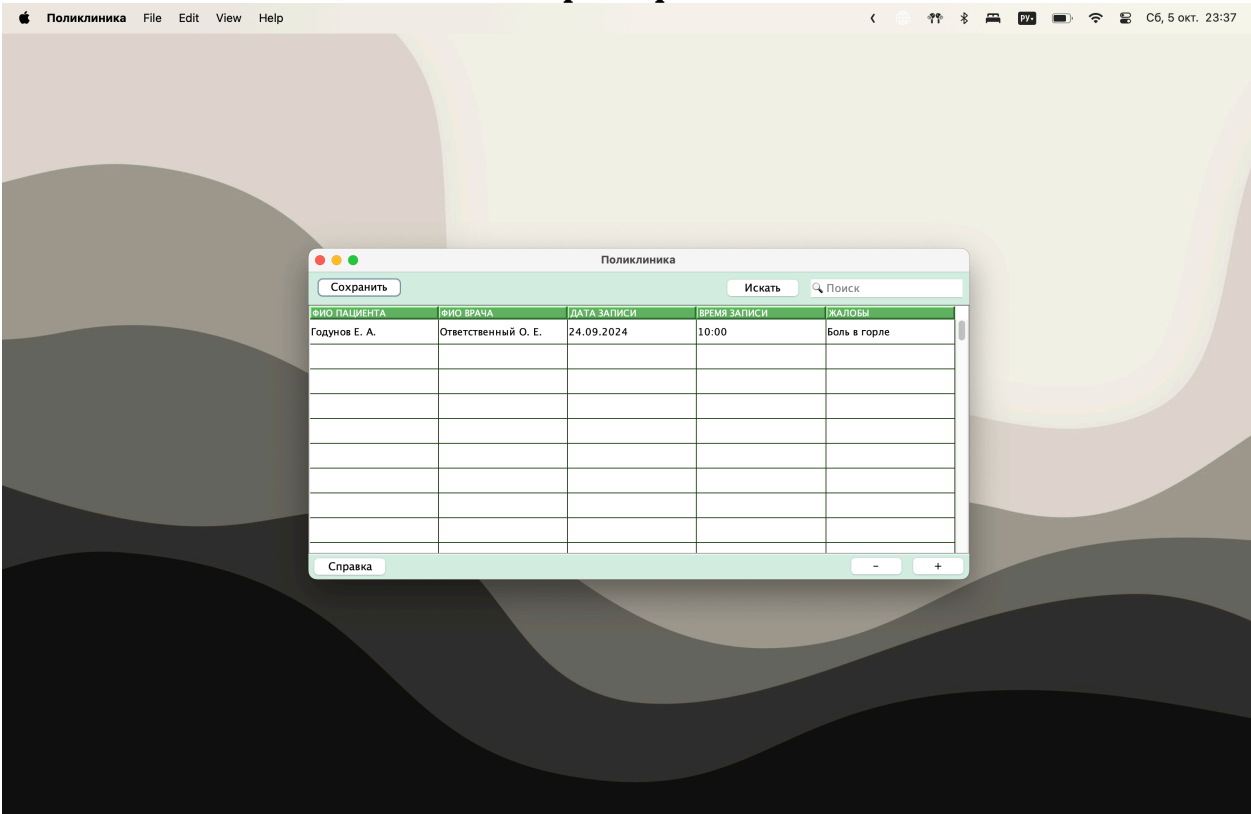 Поликлиника File Edit View Help РУ Сб, 5 окт. 23:37
Поликлиника
Сохранить Искать Поиск
ФИО ПАЦИЕНТА ФИО ВРАЧА ДАТА ЗАПИСИ ВРЕМЯ ЗАПИСИ ЖАЛОБЫ
Годунов Е. А. Ответственный О. Е. 24.09.2024 10:00 Боль в горле
Справка - +